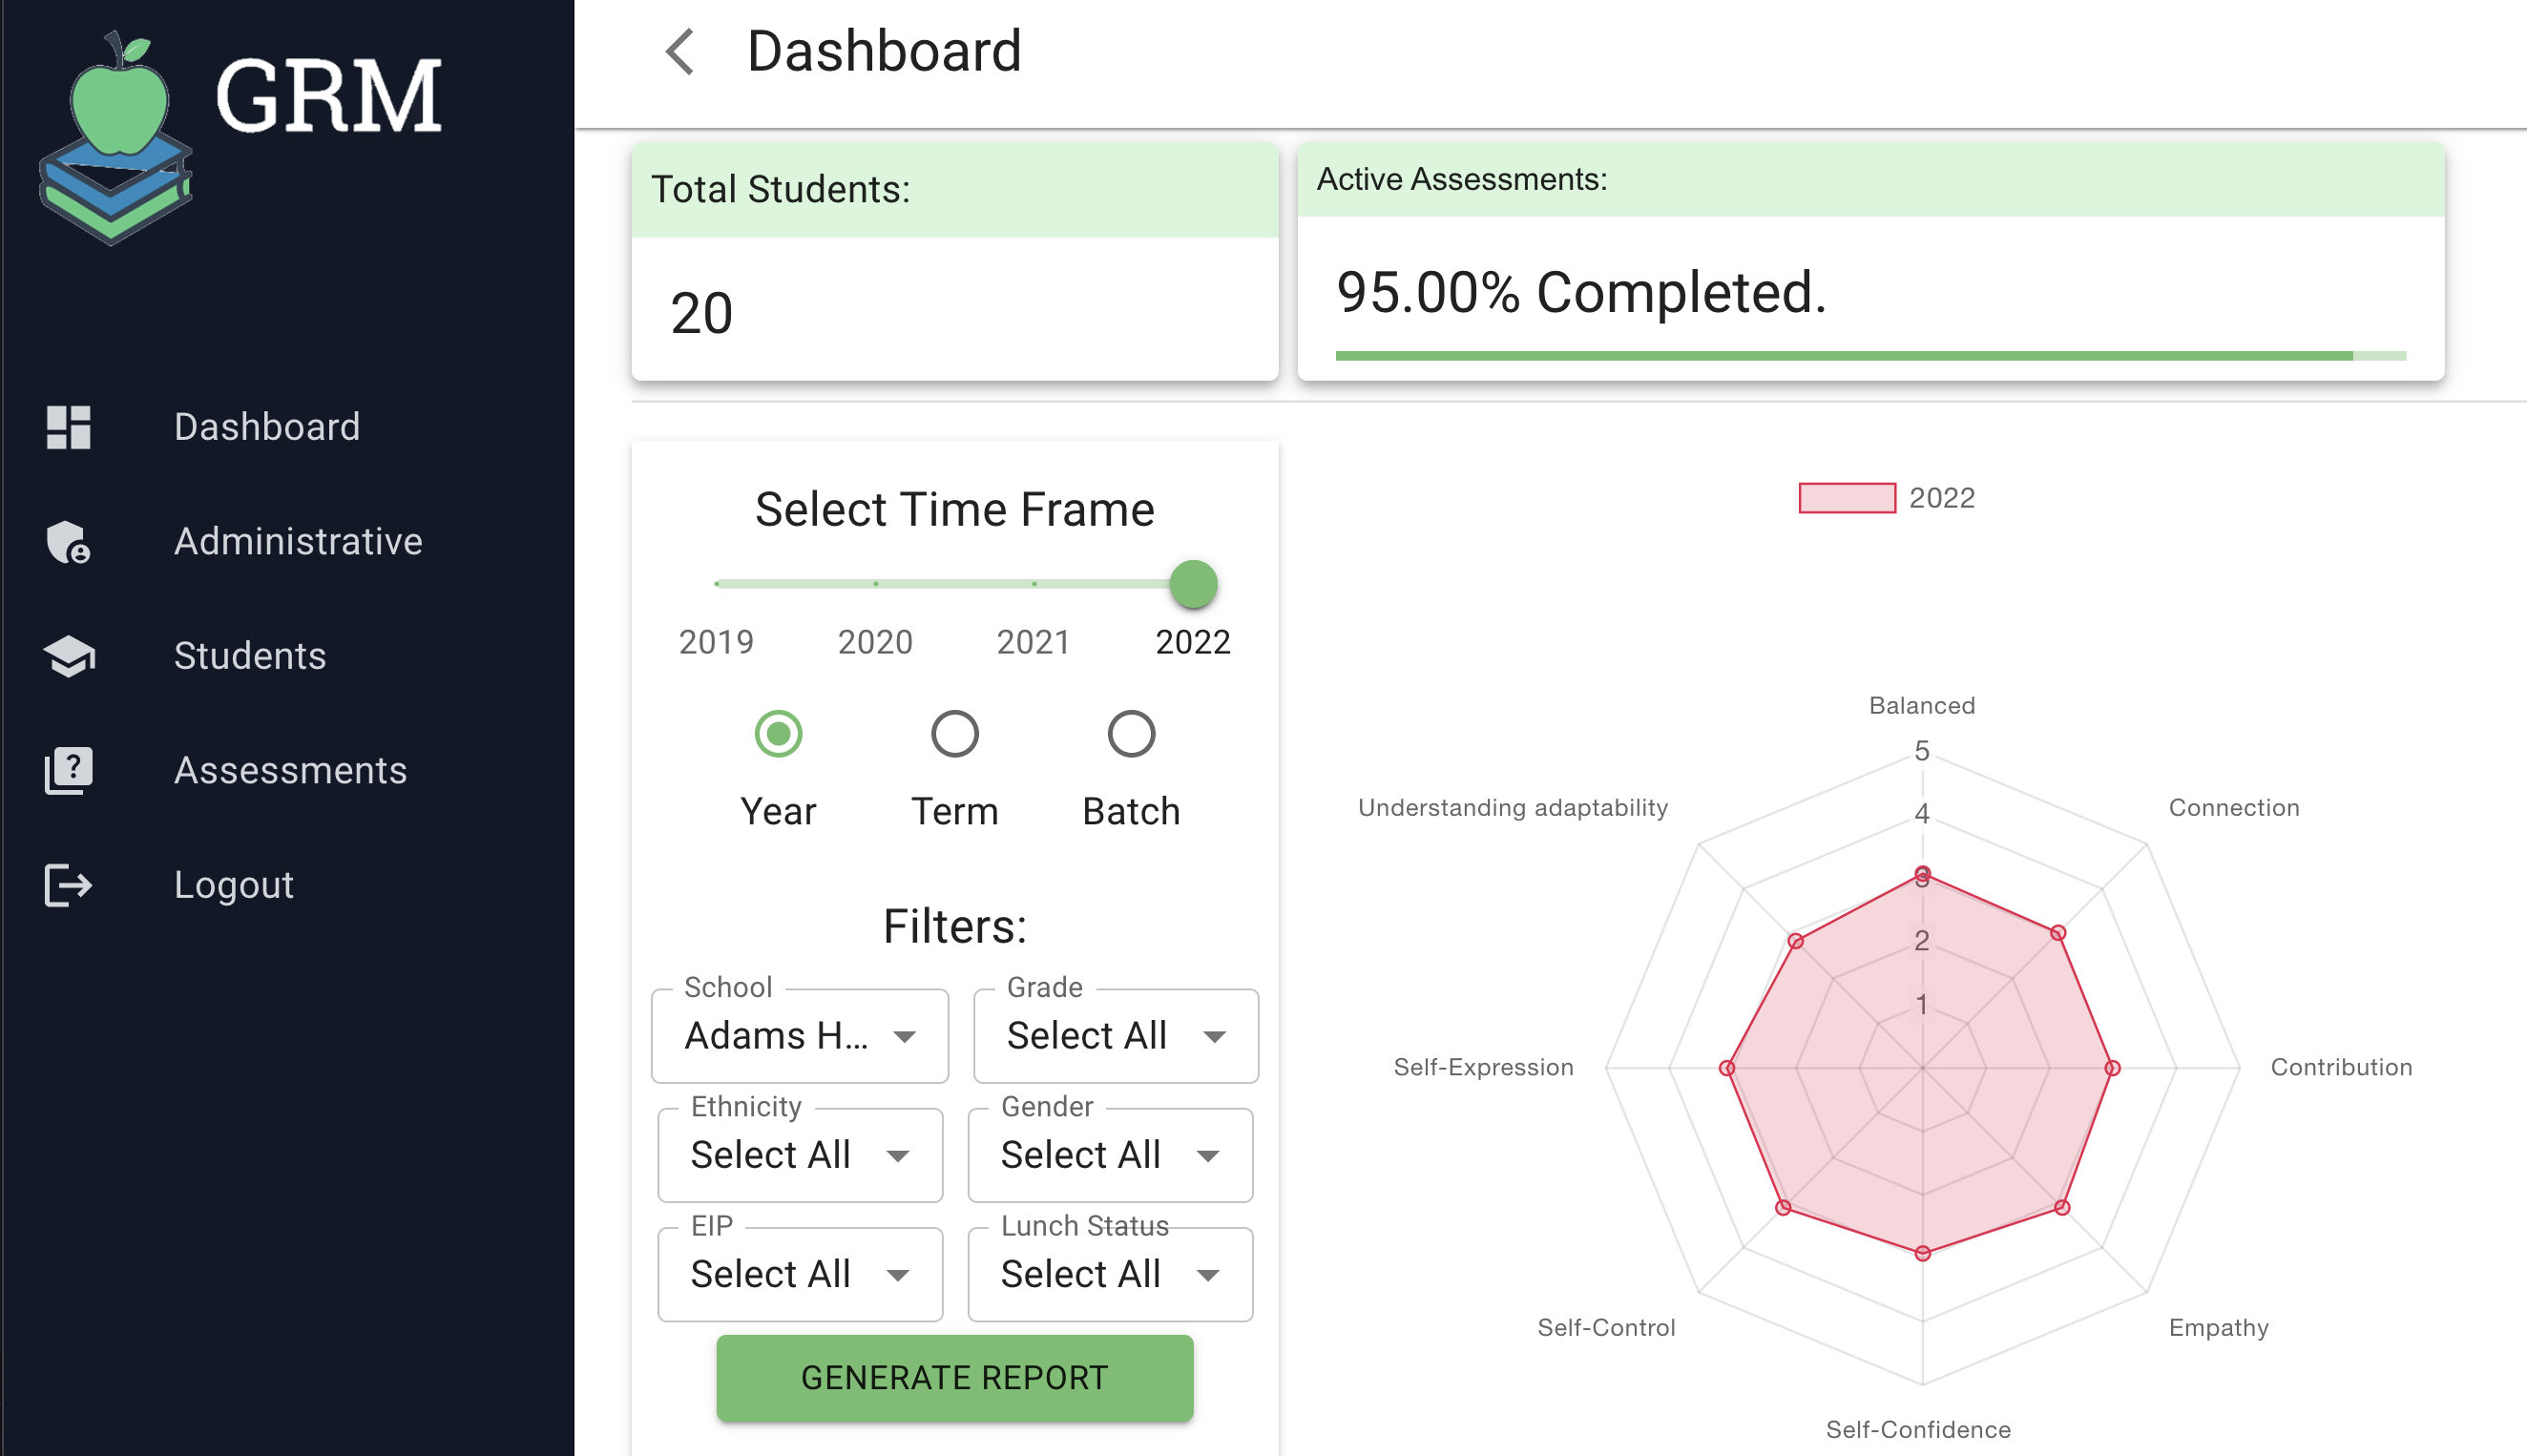 GRM
Dashboard
Administrative
Students
Assessments
Logout
Dashboard
Total Students:
20
Active Assessments:
95.00% Completed.
Select Time Frame
2019 2020 2021 2022
Year Term Batch
Filters:
School
Adams H...
Grade
Select All
Ethnicity
Select All
Gender
Select All
EIP
Select All
Lunch Status
Select All
GENERATE REPORT
2022
Balanced
5
4
3
2
1
Understanding adaptability
Connection
Self-Expression
Contribution
Self-Control
Empathy
Self-Confidence
?